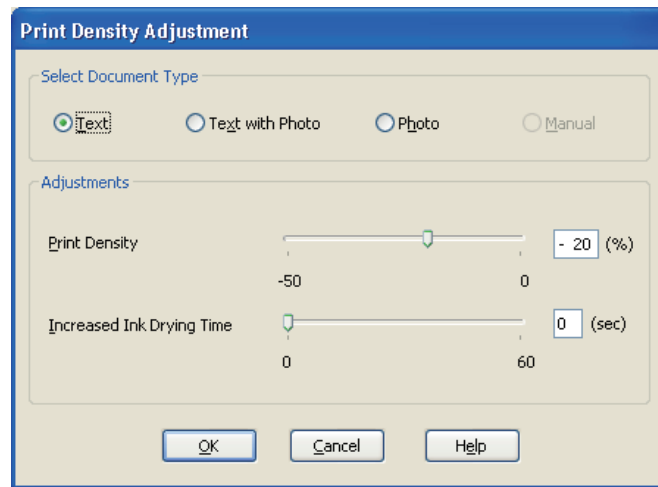 Print Density Adjustment
Select Document Type
Text Text with Photo Photo Manual
Adjustments
Print Density - 20 (%)
-50 0
Increased Ink Drying Time 0 (sec)
0 60
OK Cancel Help